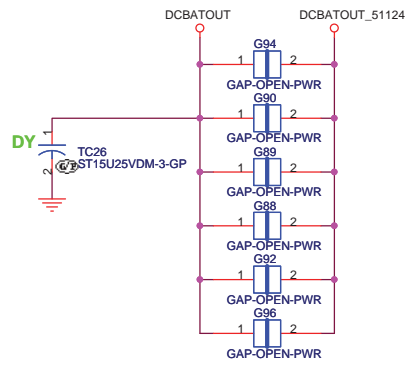 DCBATOUT DCBATOUT_51124
G94
1 2
GAP-OPEN-PWR
G90
1 2
GAP-OPEN-PWR
DY
1
TC26
ST15U25VDM-3-GP
2
G89
1 2
GAP-OPEN-PWR
G88
1 2
GAP-OPEN-PWR
G92
1 2
GAP-OPEN-PWR
G96
1 2
GAP-OPEN-PWR